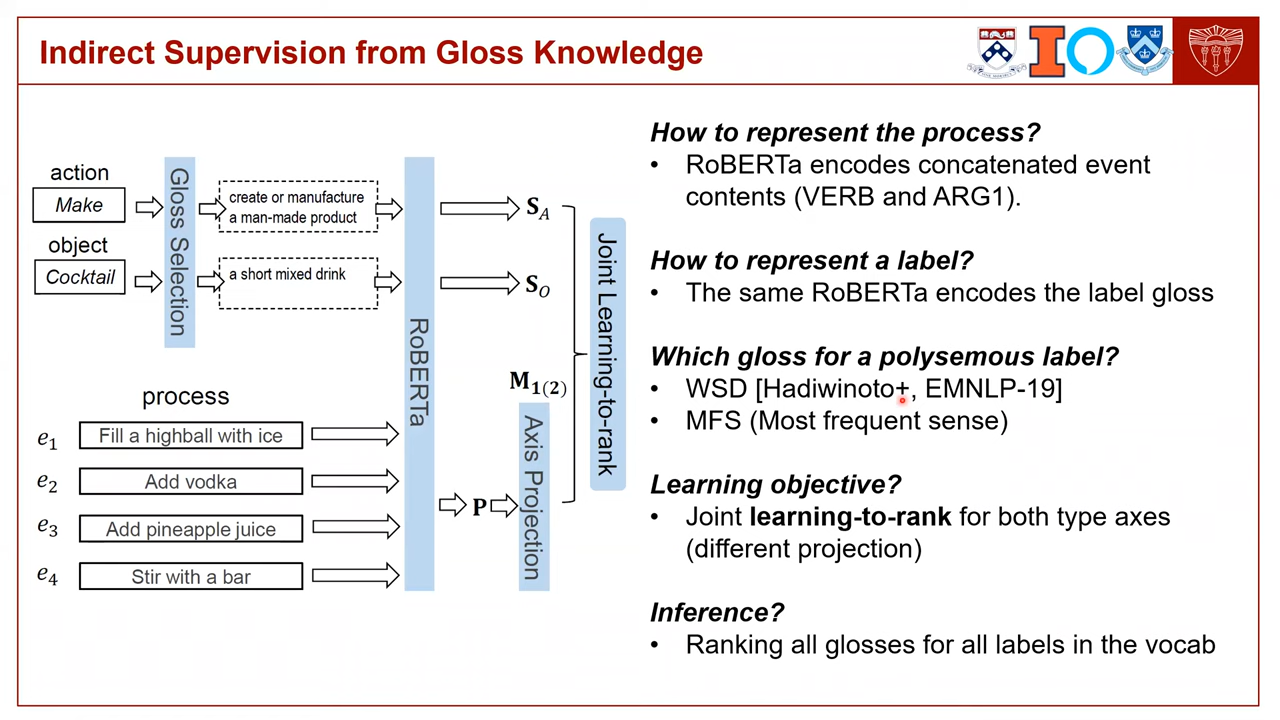 Indirect Supervision from Gloss Knowledge
action
Make
object
Cocktail
Gloss Selection
create or manufacture
a man-made product
a short mixed drink
RoBERTa
S_A
S_O
Joint Learning-to-rank
M_1(2)
process
e_1 Fill a highball with ice
e_2 Add vodka
e_3 Add pineapple juice
e_4 Stir with a bar
P
Axis Projection
How to represent the process?
• RoBERTa encodes concatenated event
contents (VERB and ARG1).
How to represent a label?
• The same RoBERTa encodes the label gloss
Which gloss for a polysemous label?
• WSD [Hadiwinoto+, EMNLP-19]
• MFS (Most frequent sense)
Learning objective?
• Joint learning-to-rank for both type axes
(different projection)
Inference?
• Ranking all glosses for all labels in the vocab